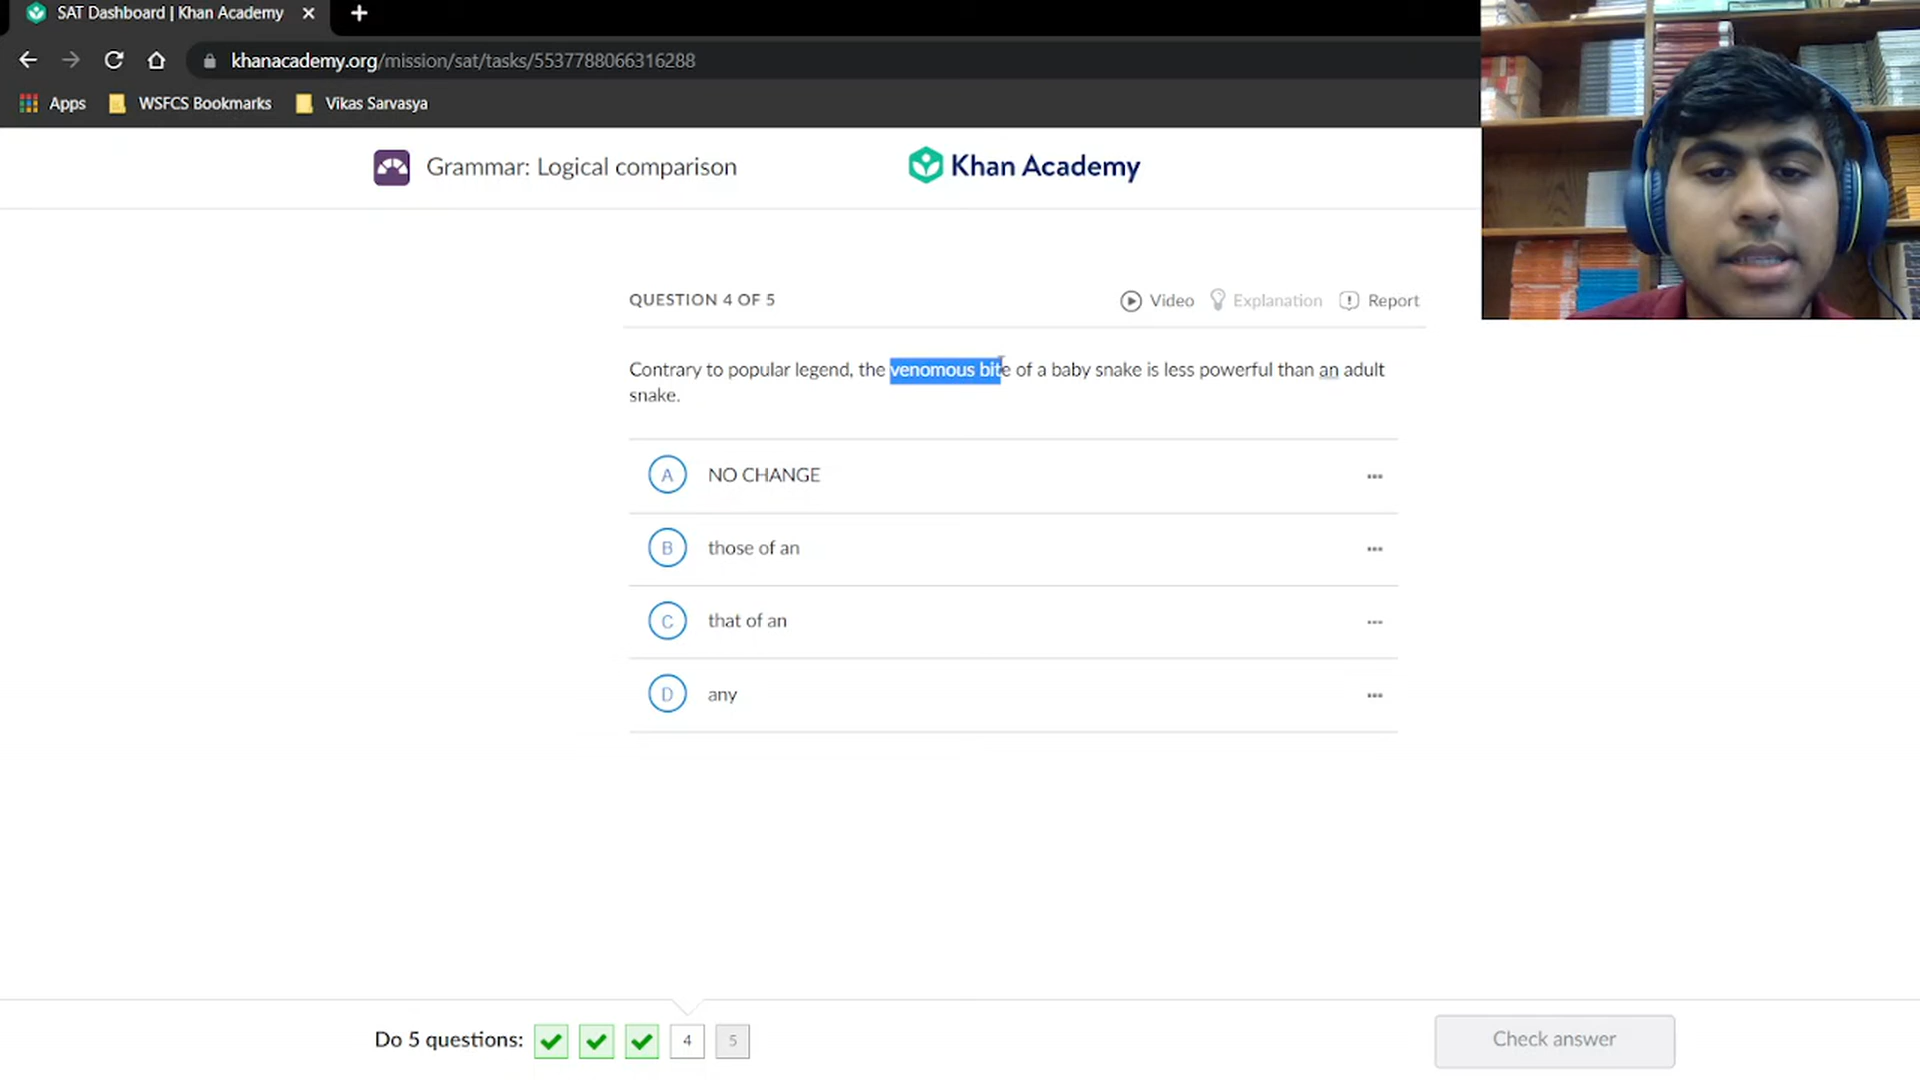 SAT Dashboard | Khan Academy
khanacademy.org/mission/sat/tasks/5537788066316288
Apps WSFCS Bookmarks Vikas Sarvasya
Grammar: Logical comparison Khan Academy
QUESTION 4 OF 5 Video Explanation Report
Contrary to popular legend, the venomous bite of a baby snake is less powerful than an adult
snake.
A NO CHANGE
B those of an
C that of an
D any
Do 5 questions: 4 5 Check answer